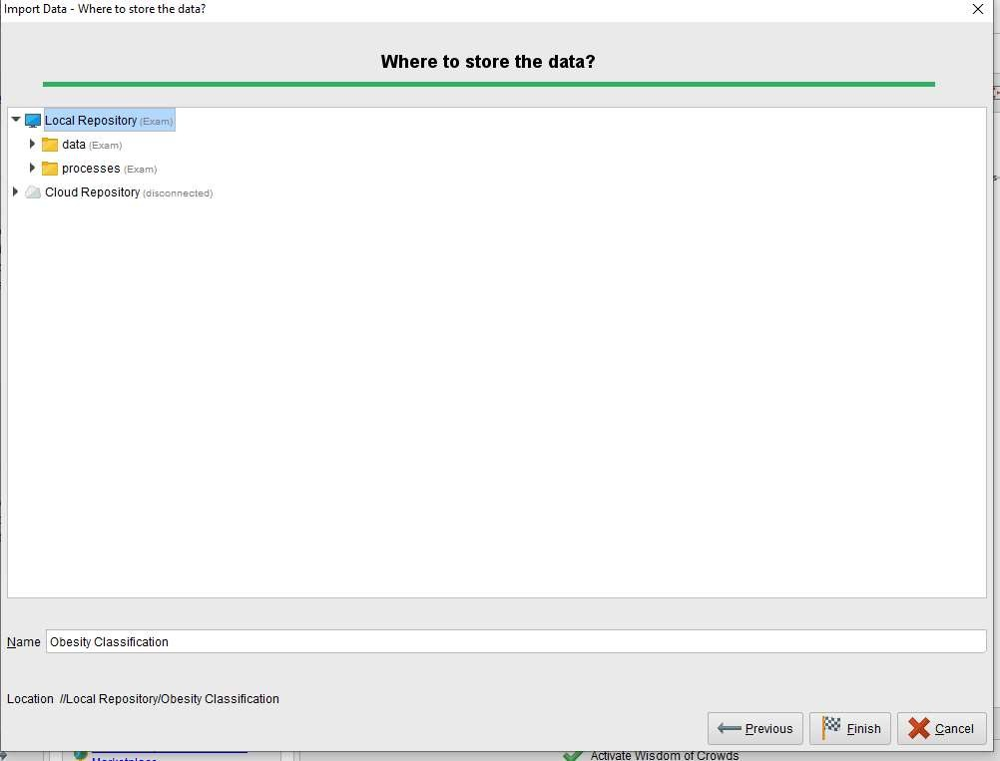 Import Data - Where to store the data?
Where to store the data?
Local Repository (Exam)
data (Exam)
processes (Exam)
Cloud Repository (disconnected)
Name Obesity Classification
Location //Local Repository/Obesity Classification
Previous Finish Cancel
Marketplace Activate Wisdom of Crowds